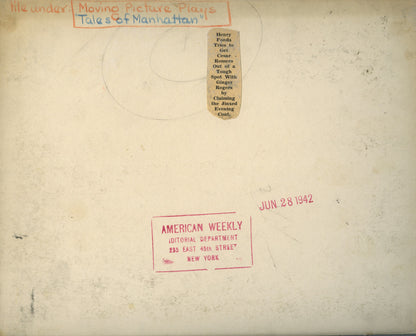 file under: Moving Picture Plays
"Tales of Manhattan"
Henry
Fonda
Tries to
Get
Cesar
Romero
Out of a
Tough
Spot With
Ginger
Rogers
by
Claiming
the Jinxed
Evening
Coat.
JUN 28 1942
AMERICAN WEEKLY
EDITORIAL DEPARTMENT
235 EAST 45th STREET
NEW YORK